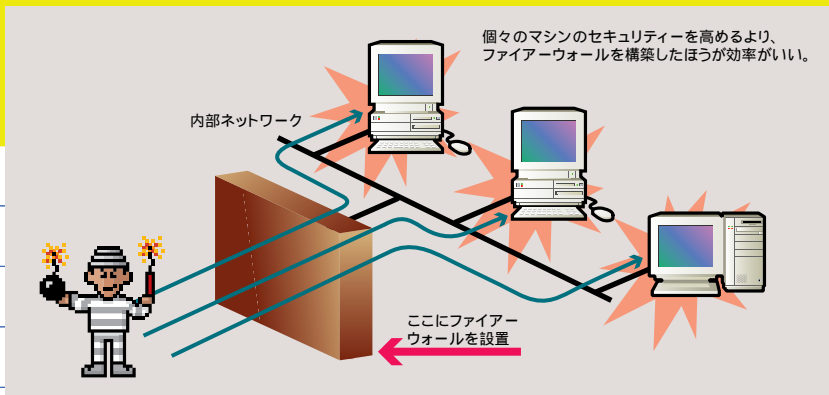 個々のマシンのセキュリティーを高めるより、
ファイアーウォールを構築したほうが効率がいい。
内部ネットワーク
ここにファイアー
ウォールを設置